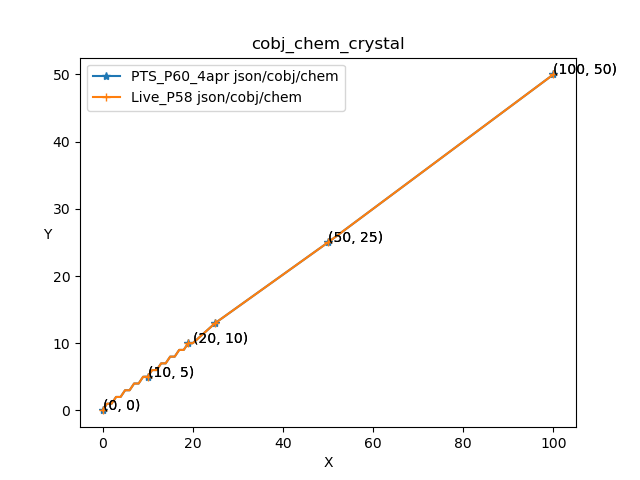 cobj_chem_crystal
PTS_P60_4apr json/cobj/chem
Live_P58 json/cobj/chem
(100, 50)
(50, 25)
(20, 10)
(10, 5)
(0, 0)
50
40
30
20
10
0
Y
0 20 40 60 80 100
X